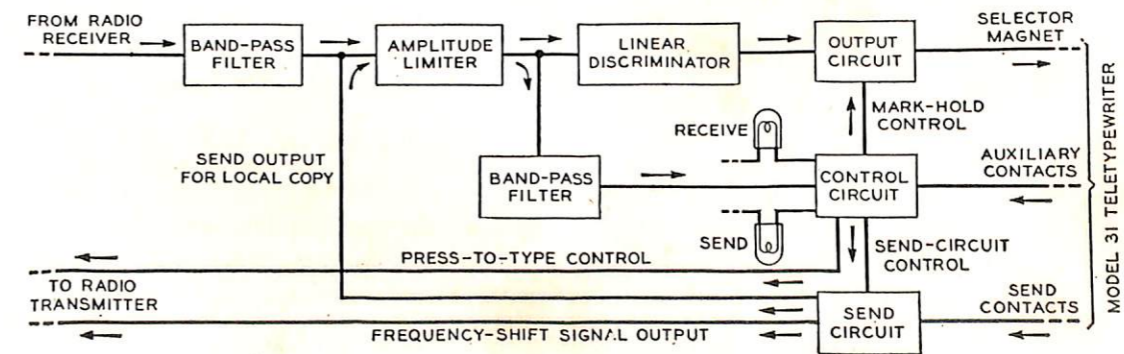 FROM RADIO
RECEIVER
BAND-PASS
FILTER
AMPLITUDE
LIMITER
LINEAR
DISCRIMINATOR
OUTPUT
CIRCUIT
SELECTOR
MAGNET
MARK-HOLD
CONTROL
RECEIVE
SEND OUTPUT
FOR LOCAL COPY
BAND-PASS
FILTER
CONTROL
CIRCUIT
AUXILIARY
CONTACTS
SEND
SEND-CIRCUIT
CONTROL
PRESS-TO-TYPE CONTROL
TO RADIO
TRANSMITTER
FREQUENCY-SHIFT SIGNAL OUTPUT
SEND
CIRCUIT
SEND
CONTACTS
MODEL 31 TELETYPEWRITER